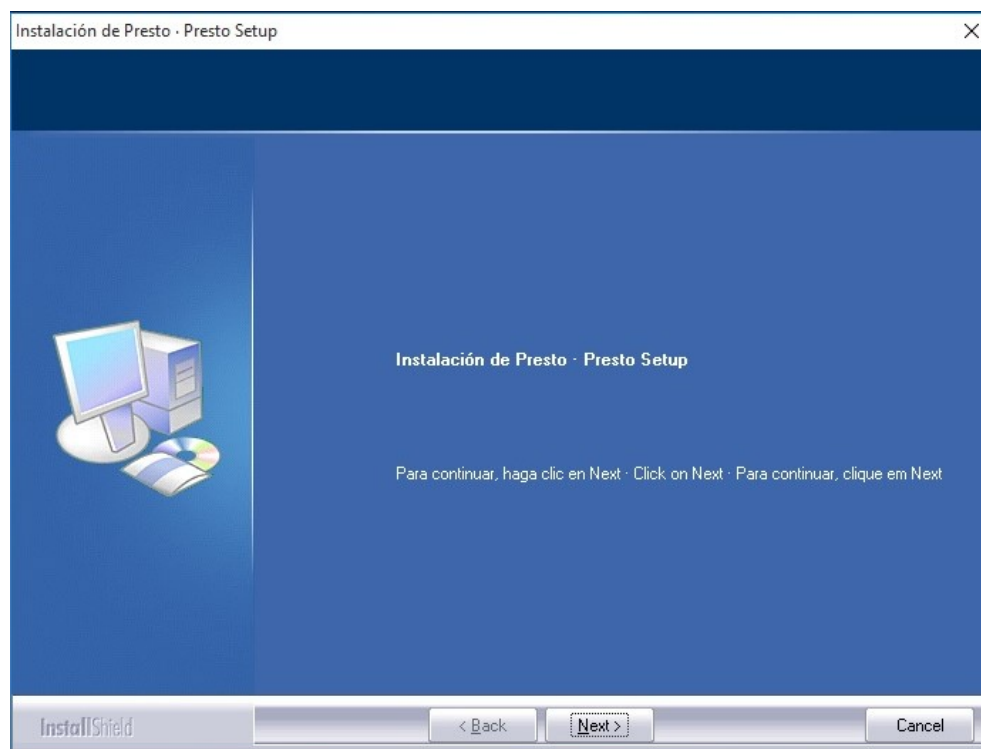 Instalación de Presto · Presto Setup
Instalación de Presto · Presto Setup
Para continuar, haga clic en Next · Click on Next · Para continuar, clique em Next
InstallShield
< Back
Next >
Cancel